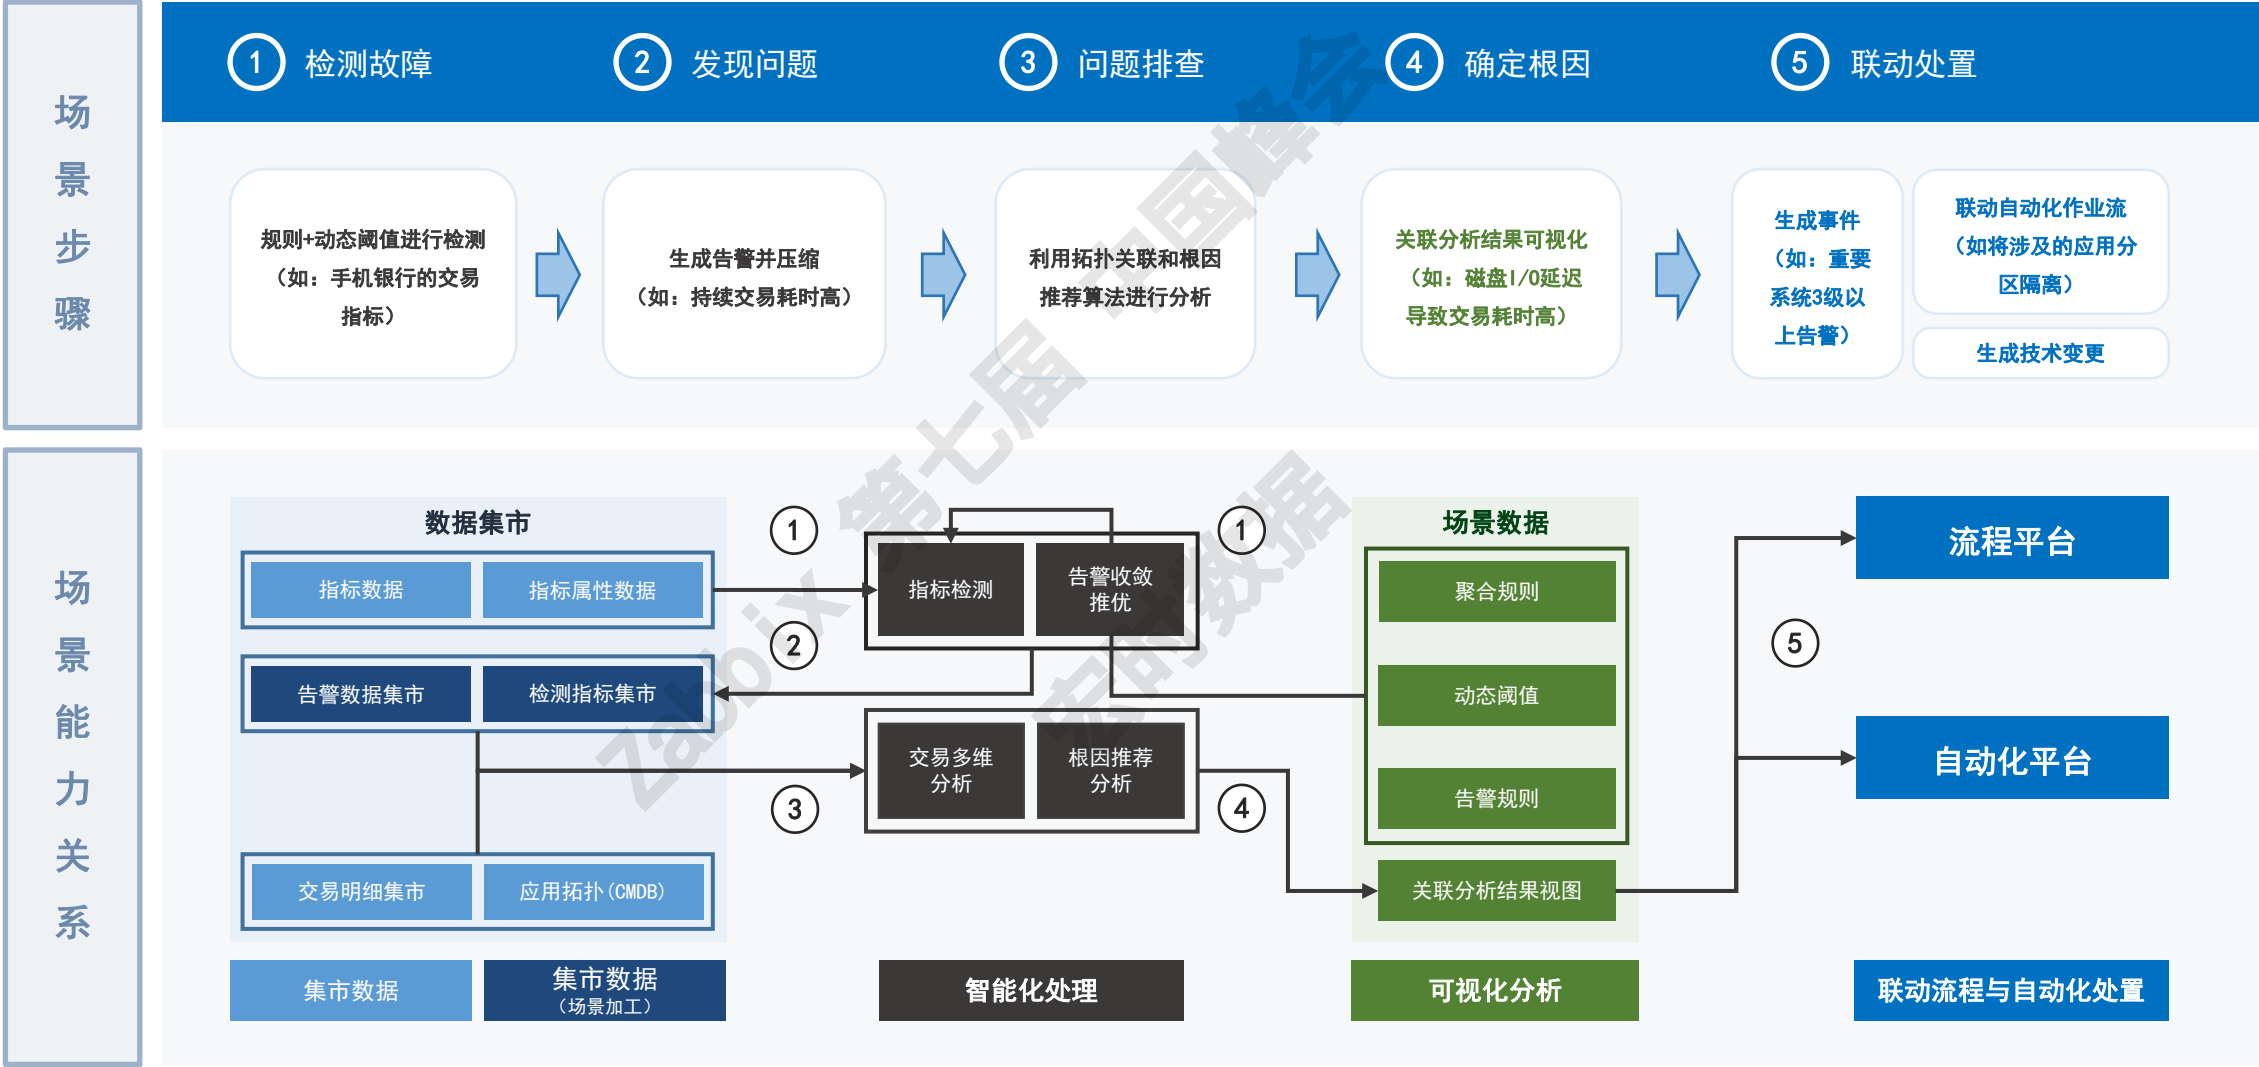 场景步骤
① 检测故障
② 发现问题
③ 问题排查
④ 确定根因
⑤ 联动处置
规则+动态阈值进行检测
（如：手机银行的交易
指标）
生成告警并压缩
（如：持续交易耗时高）
利用拓扑关联和根因
推荐算法进行分析
关联分析结果可视化
（如：磁盘I/O延迟
导致交易耗时高）
生成事件
（如：重要
系统3级以
上告警）
联动自动化作业流
（如将涉及的应用分
区隔离）
生成技术变更
场景能力关系
数据集市
指标数据
指标属性数据
告警数据集市
检测指标集市
交易明细集市
应用拓扑(CMDB)
①
②
③
指标检测
告警收敛
推优
交易多维
分析
根因推荐
分析
①
④
场景数据
聚合规则
动态阈值
告警规则
关联分析结果视图
⑤
流程平台
自动化平台
集市数据
集市数据
（场景加工）
智能化处理
可视化分析
联动流程与自动化处置
Zabbix 第七届 中国峰会
宏时数据